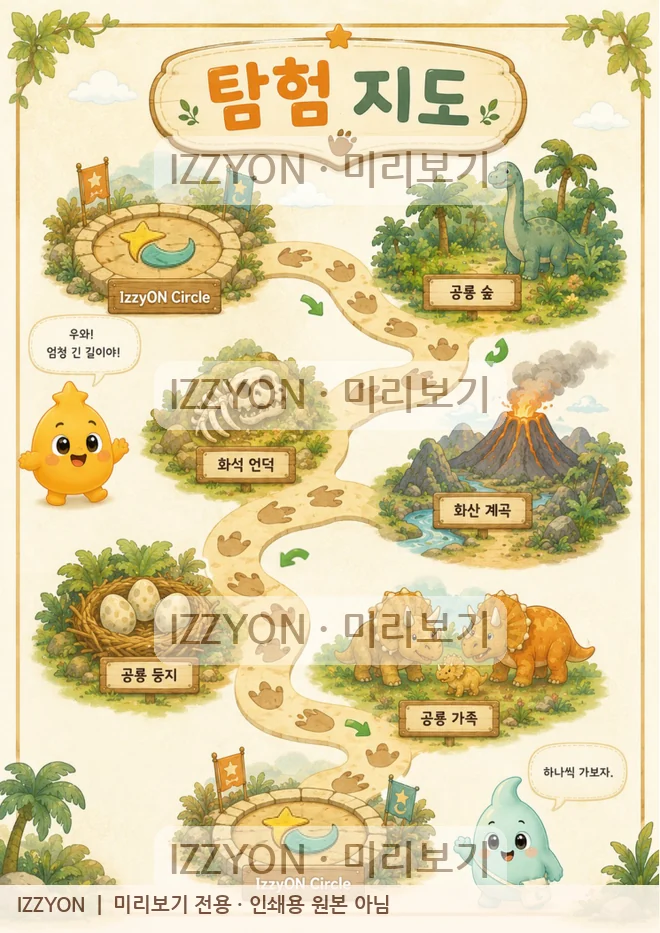 탐험 지도
IZZYON · 미리보기
IzzyON Circle
공룡 숲
우와!
엄청 긴 길이야!
IZZYON · 미리보기
화석 언덕
화산 계곡
IZZYON · 미리보기
공룡 둥지
공룡 가족
하나씩 가보자.
IZZYON · 미리보기
IzzyON Circle
IZZYON | 미리보기 전용 · 인쇄용 원본 아님